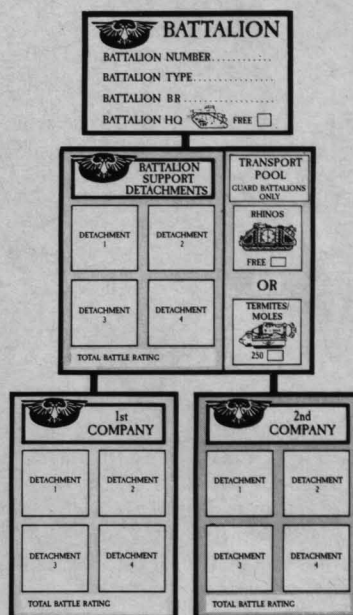 BATTALION
BATTALION NUMBER............
BATTALION TYPE...............
BATTALION BR..................
BATTALION HQ FREE
BATTALION
SUPPORT
DETACHMENTS
DETACHMENT
1
DETACHMENT
2
DETACHMENT
3
DETACHMENT
4
TOTAL BATTLE RATING
TRANSPORT
POOL
GUARD BATTALIONS
ONLY
RHINOS
FREE
OR
TERMITES/
MOLES
250
1st
COMPANY
DETACHMENT
1
DETACHMENT
2
DETACHMENT
3
DETACHMENT
4
TOTAL BATTLE RATING
2nd
COMPANY
DETACHMENT
1
DETACHMENT
2
DETACHMENT
3
DETACHMENT
4
TOTAL BATTLE RATING